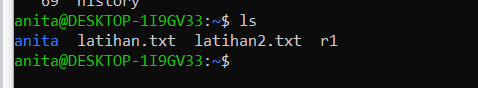 69 history
anita@DESKTOP-1I9GV33:~$ ls
anita latihan.txt latihan2.txt r1
anita@DESKTOP-1I9GV33:~$